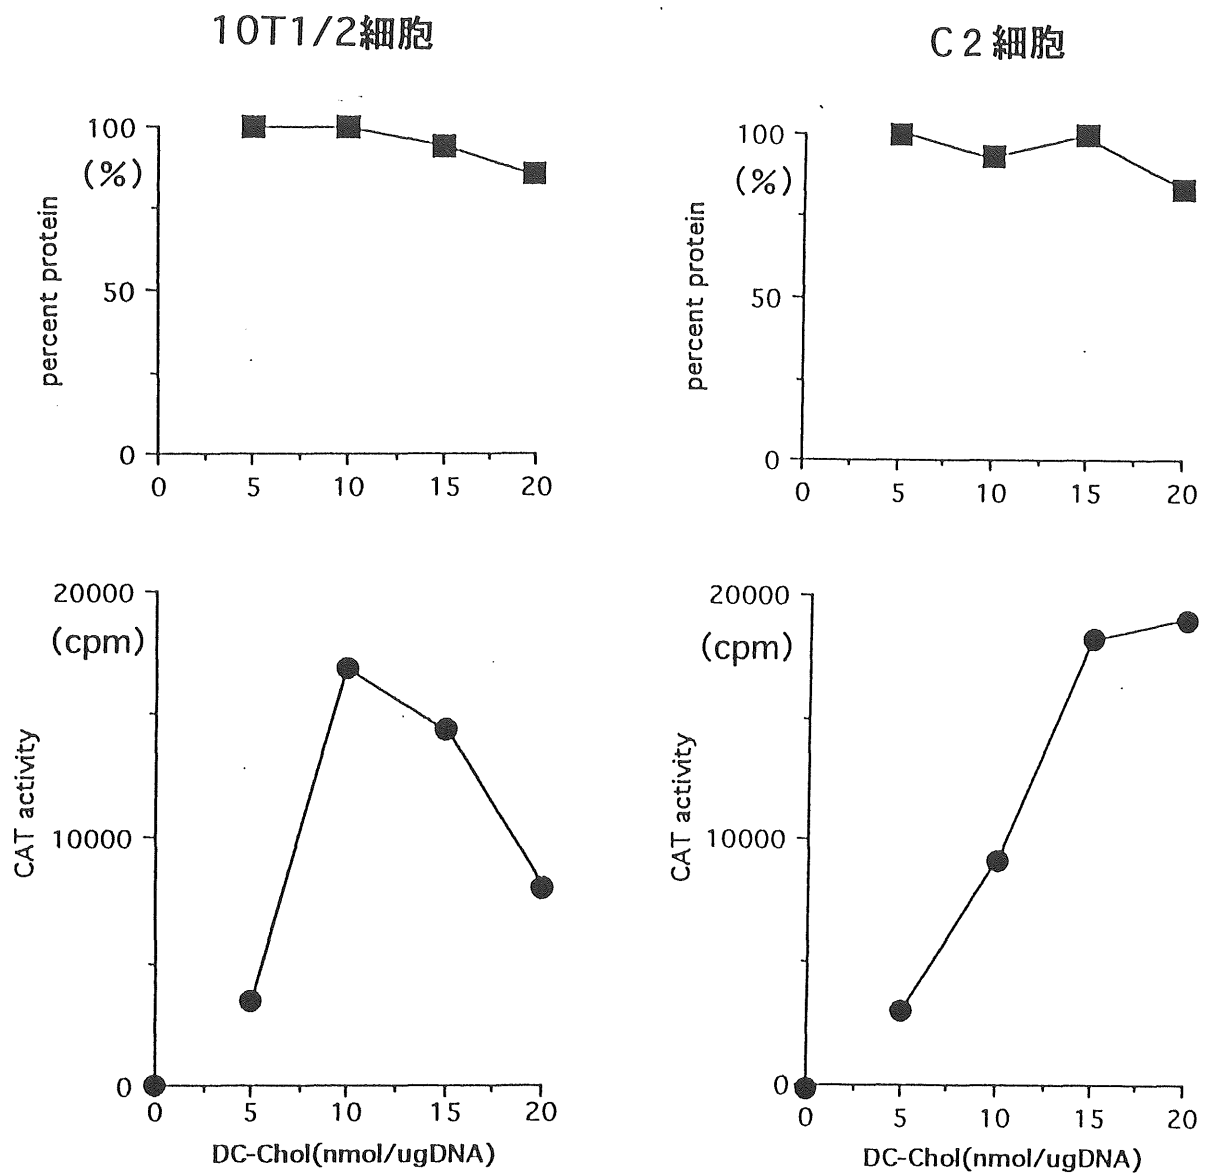 10T1/2細胞
100
(%)
50
0
percent protein
0 5 10 15 20
20000
(cpm)
10000
0
CAT activity
0 5 10 15 20
DC-Chol(nmol/ugDNA)
C2細胞
100
(%)
50
0
percent protein
0 5 10 15 20
20000
(cpm)
10000
0
CAT activity
0 5 10 15 20
DC-Chol(nmol/ugDNA)